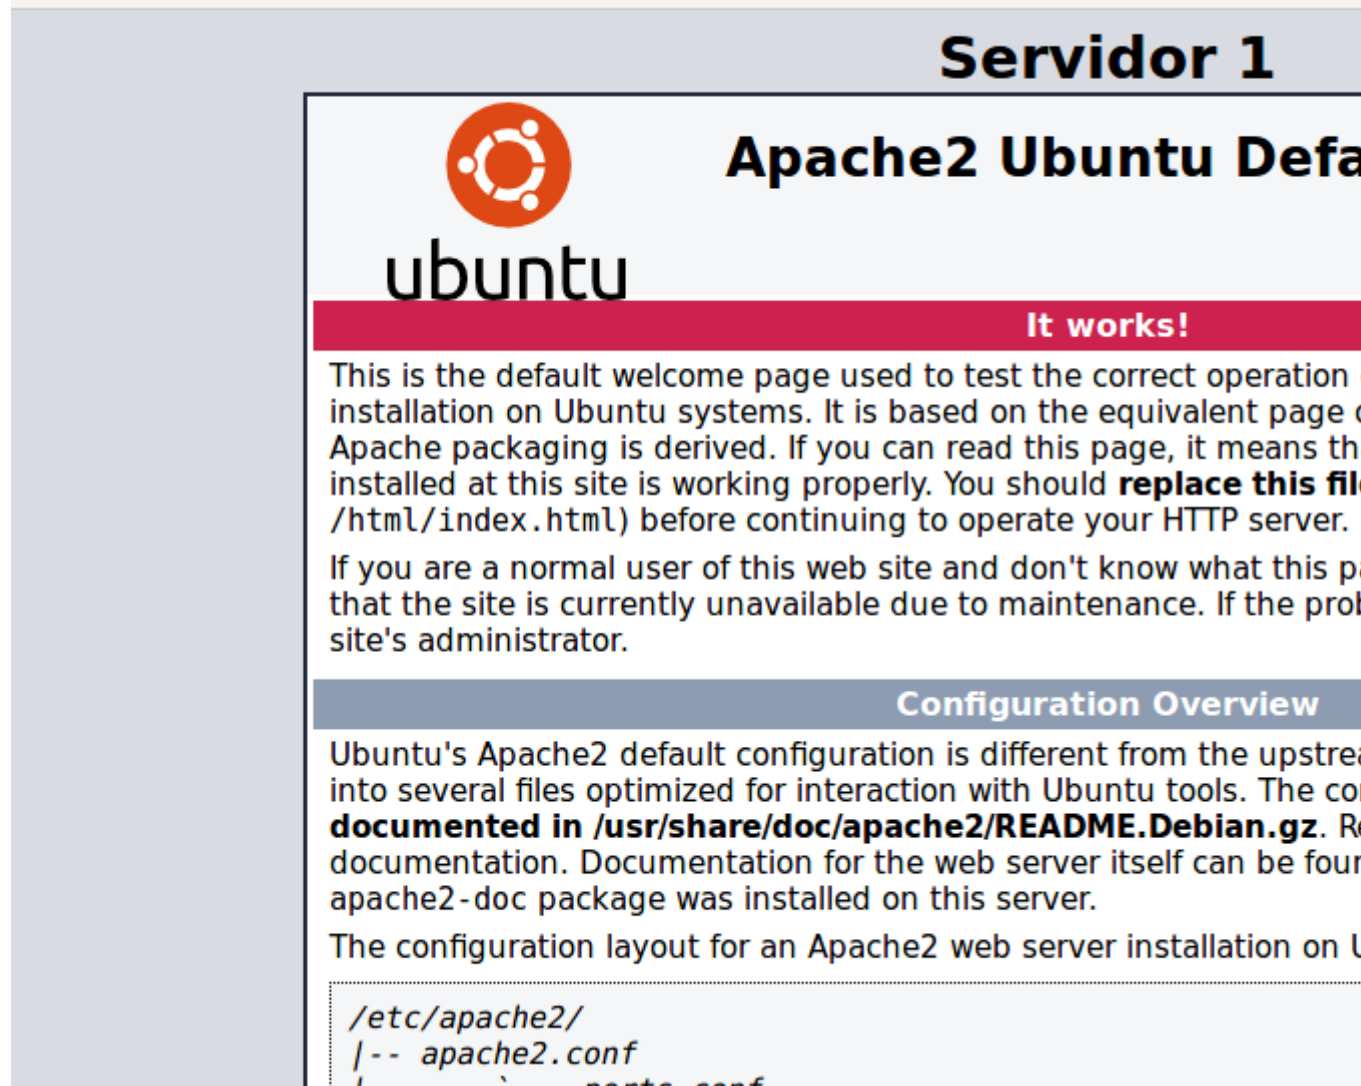 Servidor 1
ubuntu
Apache2 Ubuntu
It works!
This is the default welcome page used to test the correct operation
installation on Ubuntu systems. It is based on the equivalent page
Apache packaging is derived. If you can read this page, it means
installed at this site is working properly. You should replace this
/html/index.html) before continuing to operate your HTTP server.
If you are a normal user of this web site and don't know what this
that the site is currently unavailable due to maintenance. If the
site's administrator.
Configuration Overview
Ubuntu's Apache2 default configuration is different from the
into several files optimized for interaction with Ubuntu tools. The
documented in /usr/share/doc/apache2/README.Debian.gz.
documentation. Documentation for the web server itself can be
apache2-doc package was installed on this server.
The configuration layout for an Apache2 web server installation on
/etc/apache2/
|-- apache2.conf